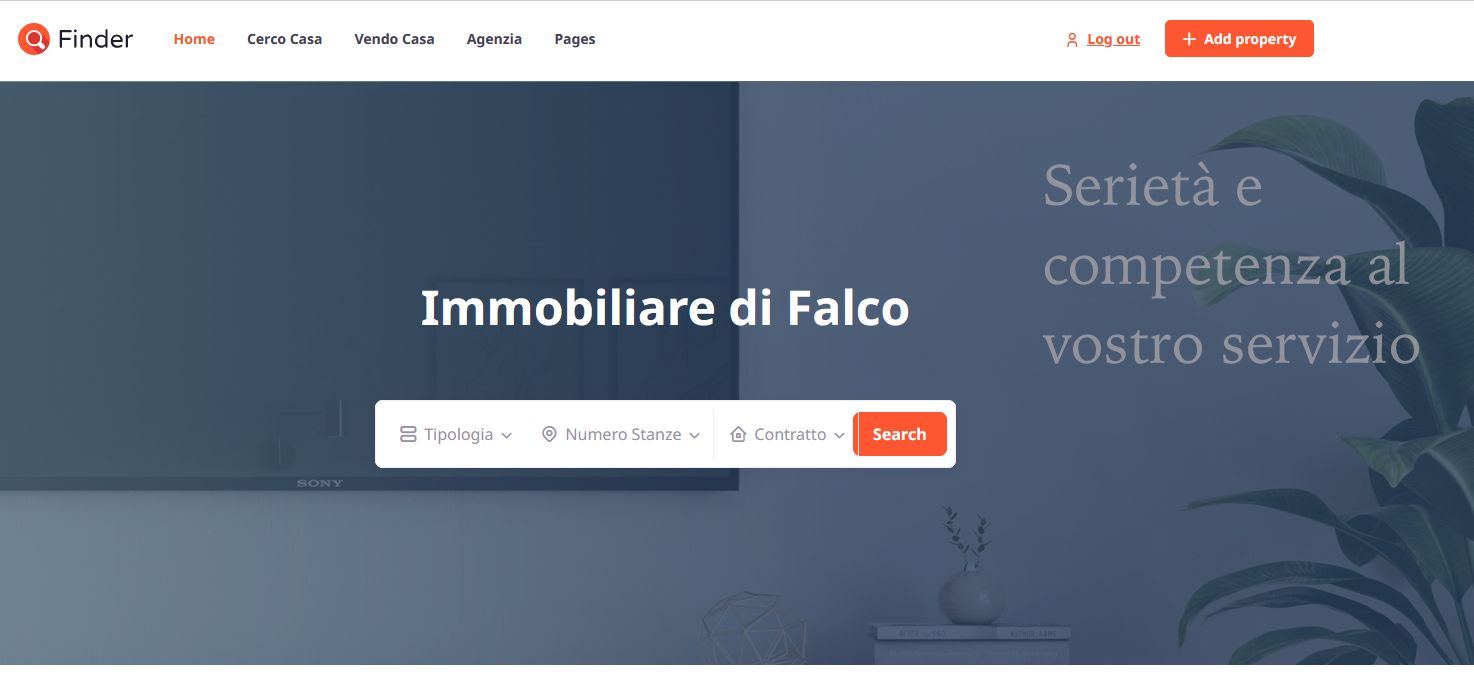 Finder
Home Cerco Casa Vendo Casa Agenzia Pages
Log out
Add property
Serietà e
competenza al
vostro servizio
Immobiliare di Falco
Tipologia Numero Stanze Contratto Search
SONY